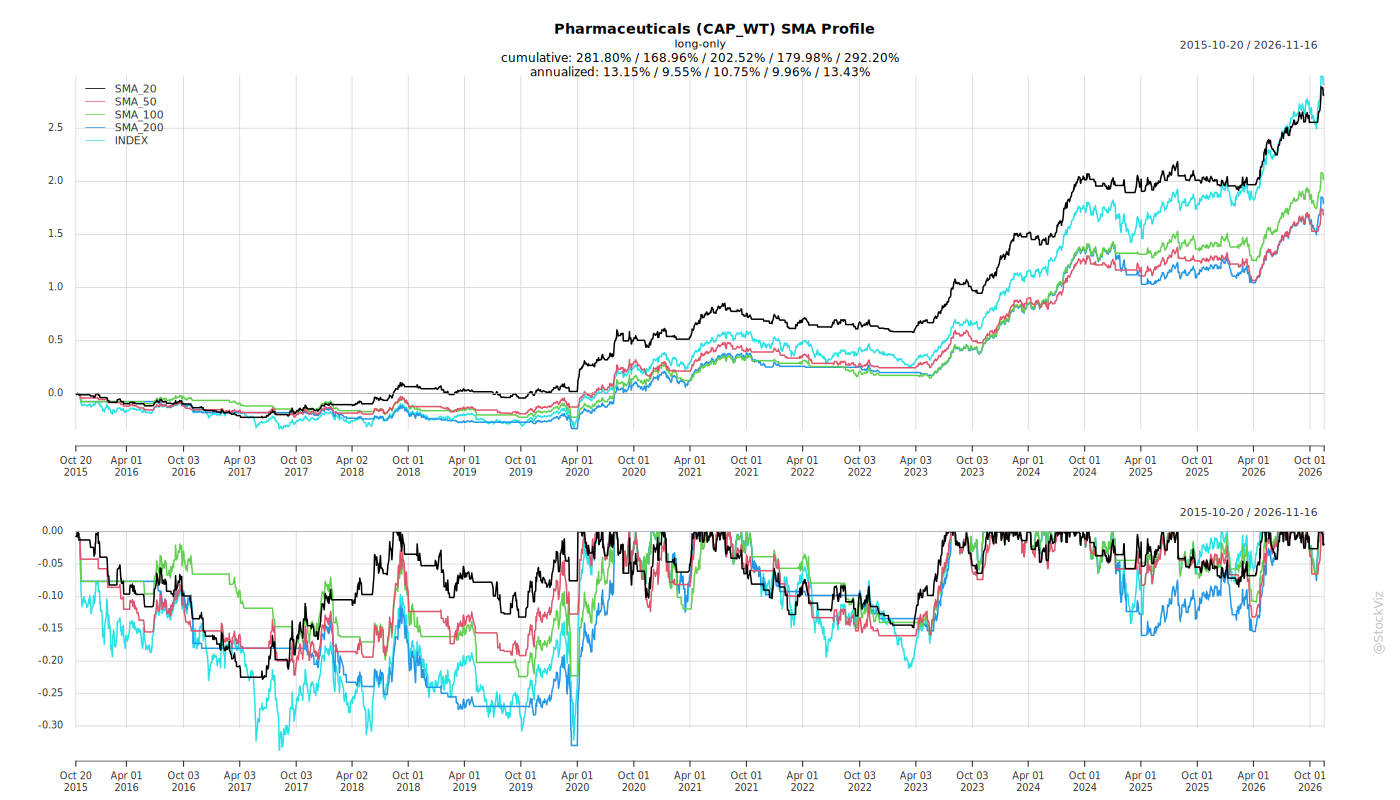 Pharmaceuticals (CAP_WT) SMA Profile
long-only
2015-10-20 / 2026-11-16
cumulative: 281.80% / 168.96% / 202.52% / 179.98% / 292.20%
annualized: 13.15% / 9.55% / 10.75% / 9.96% / 13.43%
SMA_20
SMA_50
SMA_100
SMA_200
INDEX
2.5
2.0
1.5
1.0
0.5
0.0
Oct 20 Apr 01 Oct 03 Apr 03 Oct 03 Apr 02 Oct 01 Apr 01 Oct 01 Apr 01 Oct 01 Apr 01 Oct 01 Apr 01 Oct 03 Apr 03 Oct 03 Apr 01 Oct 01 Apr 01 Oct 01 Apr 01 Oct 01
2015 2016 2016 2017 2017 2018 2018 2019 2019 2020 2020 2021 2021 2022 2022 2023 2023 2024 2024 2025 2025 2026 2026
2015-10-20 / 2026-11-16
0.00
-0.05
-0.10
-0.15
-0.20
-0.25
-0.30
Oct 20 Apr 01 Oct 03 Apr 03 Oct 03 Apr 02 Oct 01 Apr 01 Oct 01 Apr 01 Oct 01 Apr 01 Oct 01 Apr 01 Oct 03 Apr 03 Oct 03 Apr 01 Oct 01 Apr 01 Oct 01 Apr 01 Oct 01
2015 2016 2016 2017 2017 2018 2018 2019 2019 2020 2020 2021 2021 2022 2022 2023 2023 2024 2024 2025 2025 2026 2026
@StockViz